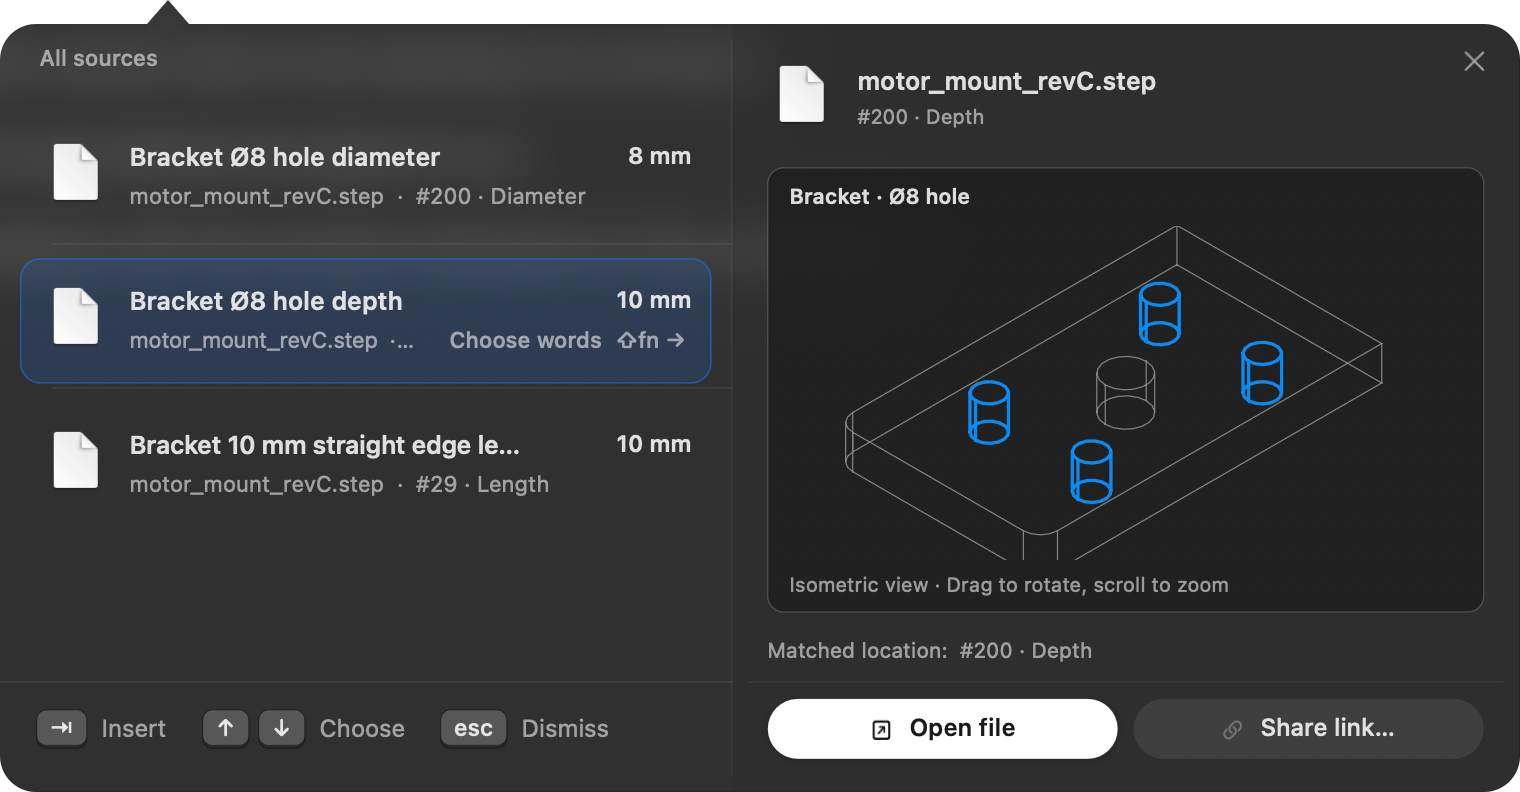 All sources
Bracket Ø8 hole diameter 8 mm
motor_mount_revC.step · #200 · Diameter
Bracket Ø8 hole depth 10 mm
motor_mount_revC.step ·... Choose words ⇧fn →
Bracket 10 mm straight edge le... 10 mm
motor_mount_revC.step · #29 · Length
⇥ Insert ↑ ↓ Choose esc Dismiss
motor_mount_revC.step
#200 · Depth
Bracket · Ø8 hole
Isometric view · Drag to rotate, scroll to zoom
Matched location: #200 · Depth
Open file
Share link...